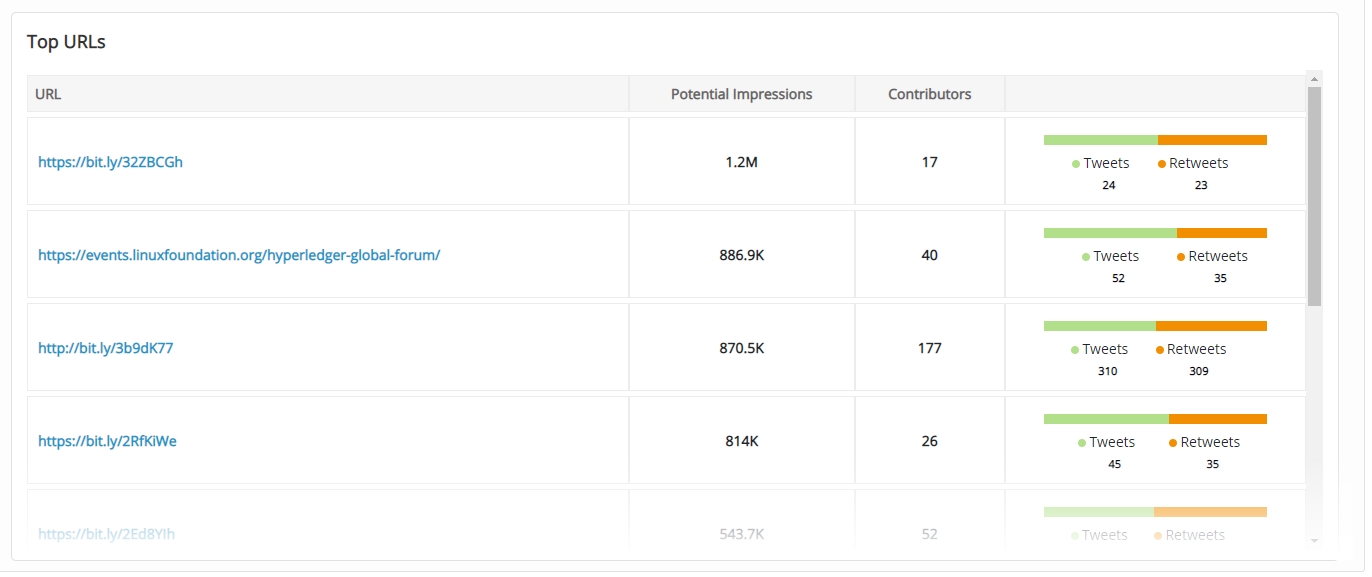 Top URLs
URL Potential Impressions Contributors
https://bit.ly/32ZBCGh 1.2M 17 Tweets Retweets
24 23
https://events.linuxfoundation.org/hyperledger-global-forum/ 886.9K 40 Tweets Retweets
52 35
http://bit.ly/3b9dK77 870.5K 177 Tweets Retweets
310 309
https://bit.ly/2RfKiWe 814K 26 Tweets Retweets
45 35
https://bit.ly/2Ed8YIh 543.7K 52 Tweets Retweets